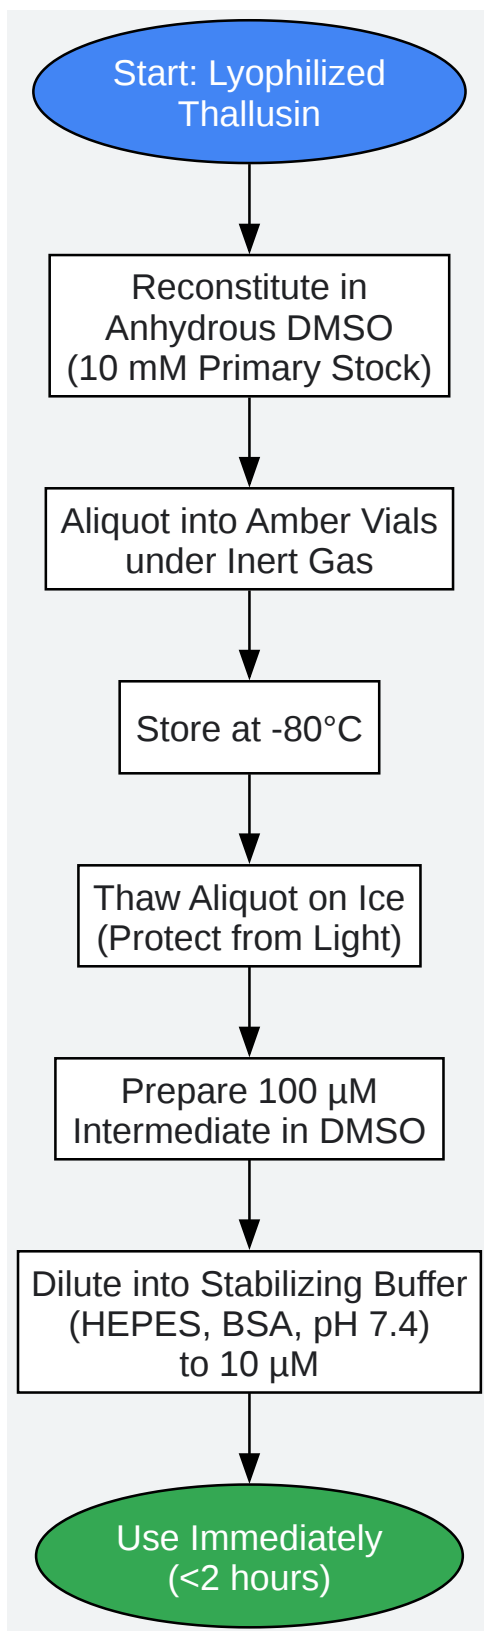 Start: Lyophilized
Thallusin
Reconstitute in
Anhydrous DMSO
(10 mM Primary Stock)
Aliquot into Amber Vials
under Inert Gas
Store at -80°C
Thaw Aliquot on Ice
(Protect from Light)
Prepare 100 µM
Intermediate in DMSO
Dilute into Stabilizing Buffer
(HEPES, BSA, pH 7.4)
to 10 µM
Use Immediately
(<2 hours)